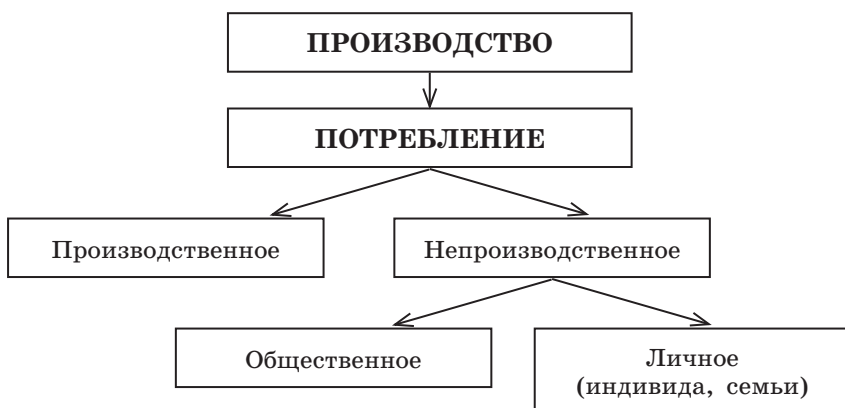 ПРОИЗВОДСТВО
ПОТРЕБЛЕНИЕ
Производственное
Непроизводственное
Общественное
Личное
(индивида, семьи)